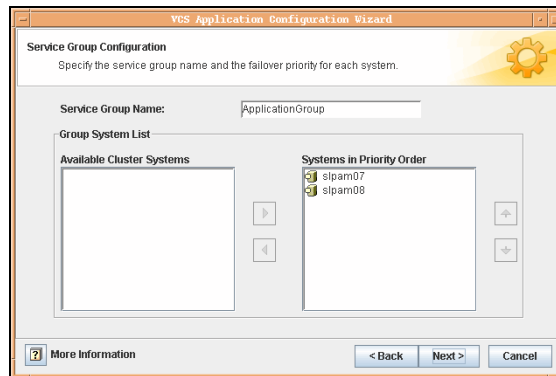 VCS Application Configuration Wizard
Service Group Configuration
Specify the service group name and the failover priority for each system.
Service Group Name: ApplicationGroup
Group System List
Available Cluster Systems Systems in Priority Order
slpam07
slpam08
? More Information < Back Next > Cancel